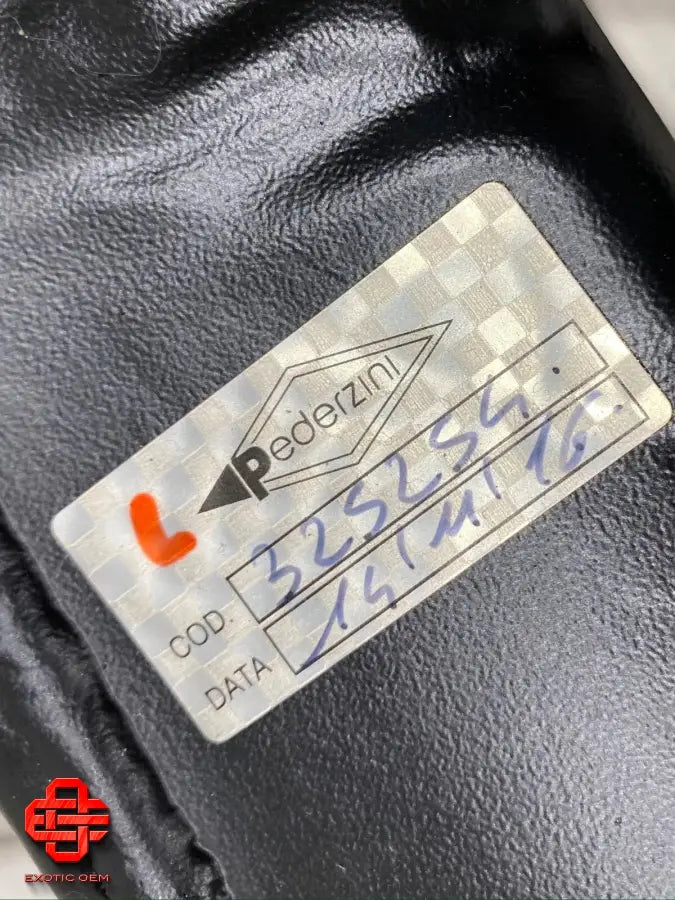 Pederzini
L
COD. 325254.
DATA 14/11/16
EXOTIC OEM